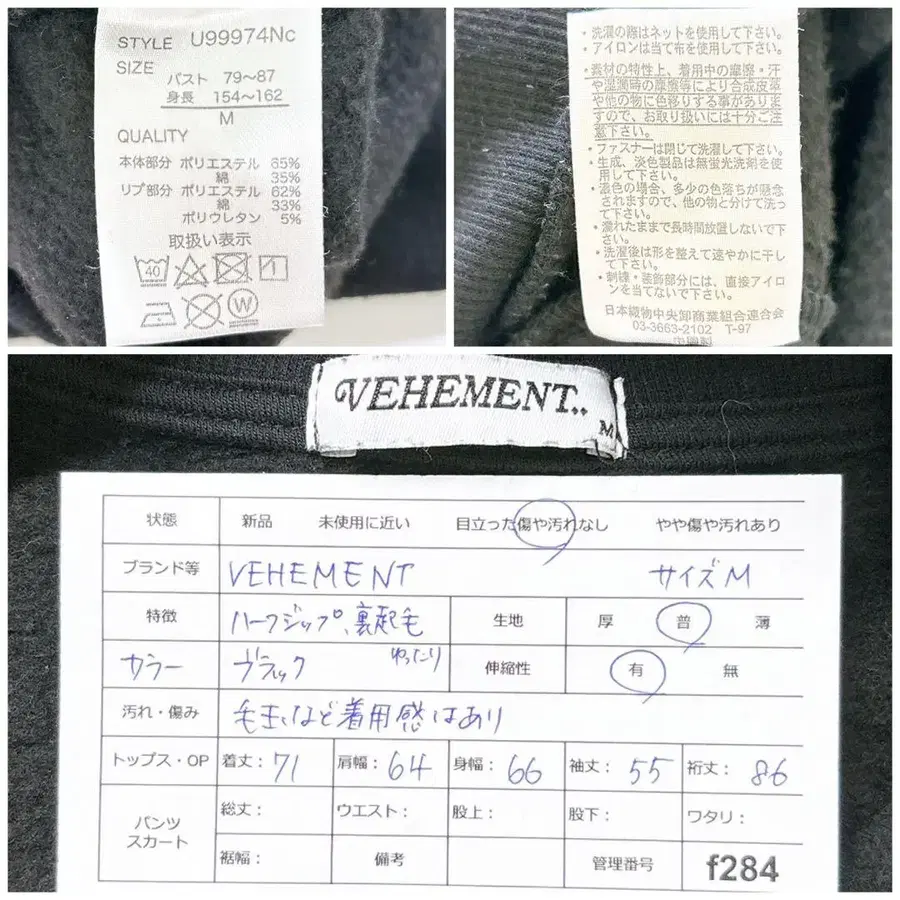 STYLE U99974Nc
SIZE
バスト 79～87
身長 154～162
M
QUALITY
本体部分 ポリエステル 65%
綿 35%
リブ部分 ポリエステル 62%
綿 33%
ポリウレタン 5%
取扱い表示
40
W
・洗濯の際はネットを使用して下さい。
・アイロンは当て布を使用して下さい。
・素材の特性上、着用中の摩擦・汗
や湿潤時の摩擦等により合成皮革
や他の物に色移りする事がありま
すので、お取り扱いには十分ご注
意下さい。
・ファスナーは閉じて洗濯して下さい。
・生成、淡色製品は無蛍光洗剤を使
用して下さい。
・濃色の場合、多少の色落ちが懸念
されますので、他の物と分けて洗っ
て下さい。
・濡れたままで長時間放置しないで下
さい。
・洗濯後は形を整えて速やかに干し
て下さい。
・刺繍・装飾部分には、直接アイロ
ンを当てないで下さい。
日本織物中央卸商業組合連合会
03-3663-2102 T-97
VEHEMENT..
M
状態 新品 未使用に近い 目立った傷や汚れなし やや傷や汚れあり
ブランド等 VEHEMENT サイズM
特徴 ハーフジップ、裏起毛 生地 厚 普 薄
カラー ブラック ゆったり 伸縮性 有 無
汚れ・傷み 毛玉など着用感はあり
トップス・OP 着丈：71 肩幅：64 身幅：66 袖丈：55 裄丈：86
パンツ
スカート
総丈： ウエスト： 股上： 股下： ワタリ：
裾幅： 備考 管理番号 f284